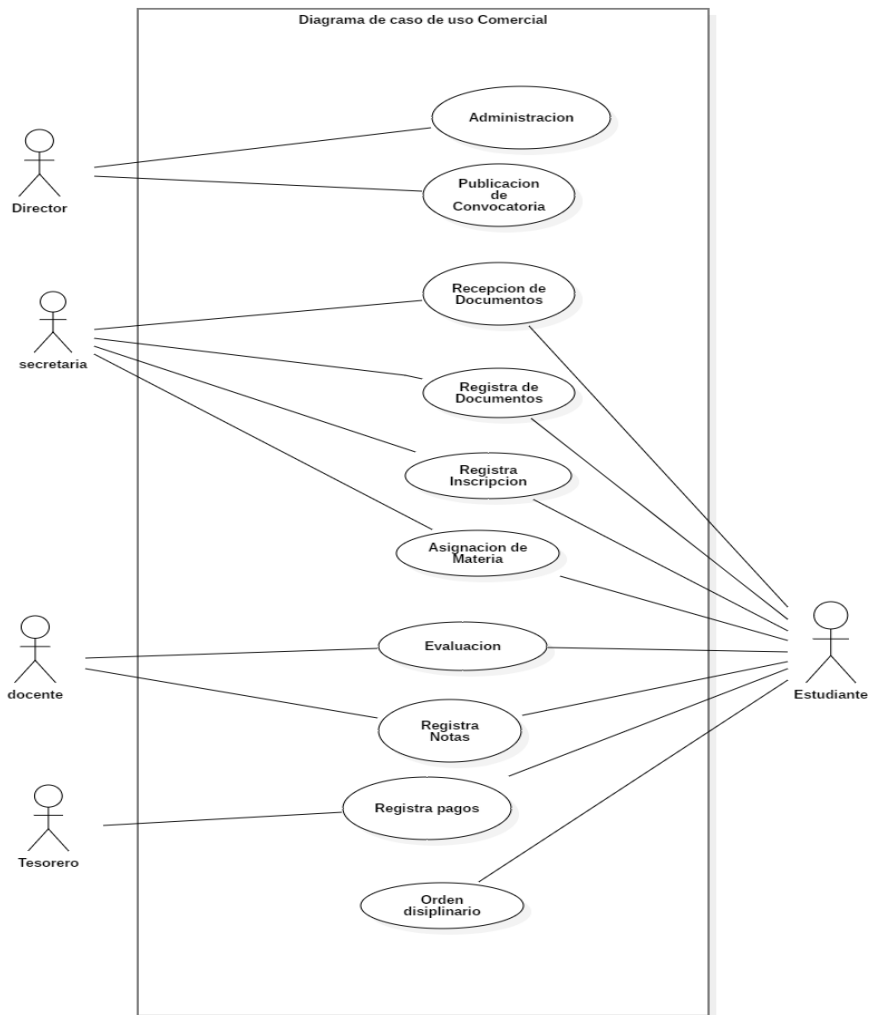 Diagrama de caso de uso Comercial
Administracion
Director
Publicacion
de
Convocatoria
secretaria
Recepcion de
Documentos
Registra de
Documentos
Registra
Inscripcion
Asignacion de
Materia
docente
Evaluacion
Estudiante
Registra
Notas
Tesorero
Registra pagos
Orden
disiplinario